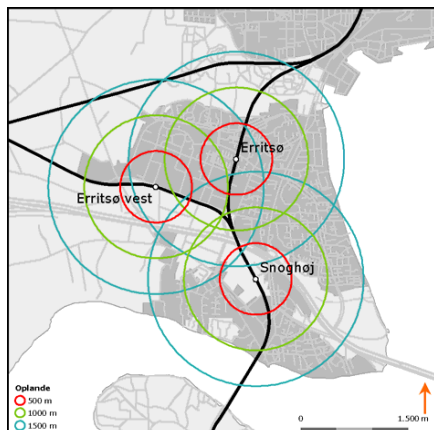 Erritsø
Erritsø vest
Snoghøj
Oplande
500 m
1000 m
1500 m
0
1.500 m